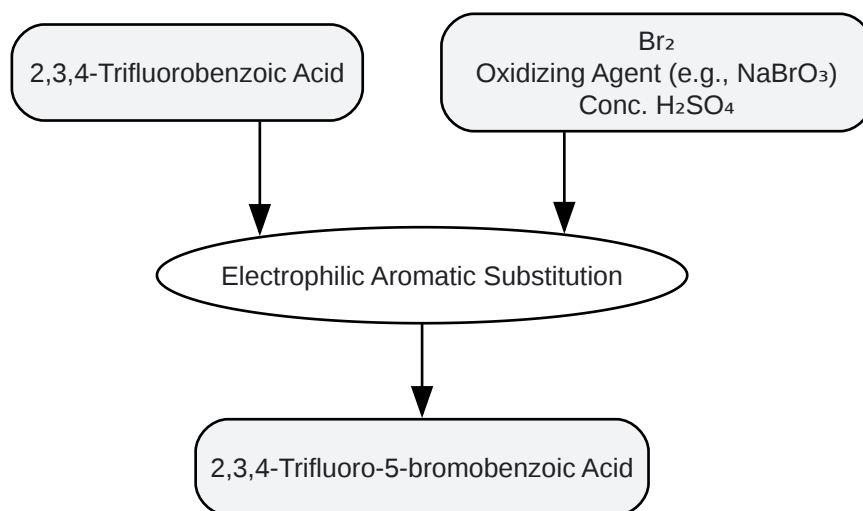 2,3,4-Trifluorobenzoic Acid
Br₂
Oxidizing Agent (e.g., NaBrO₃)
Conc. H₂SO₄
Electrophilic Aromatic Substitution
2,3,4-Trifluoro-5-bromobenzoic Acid